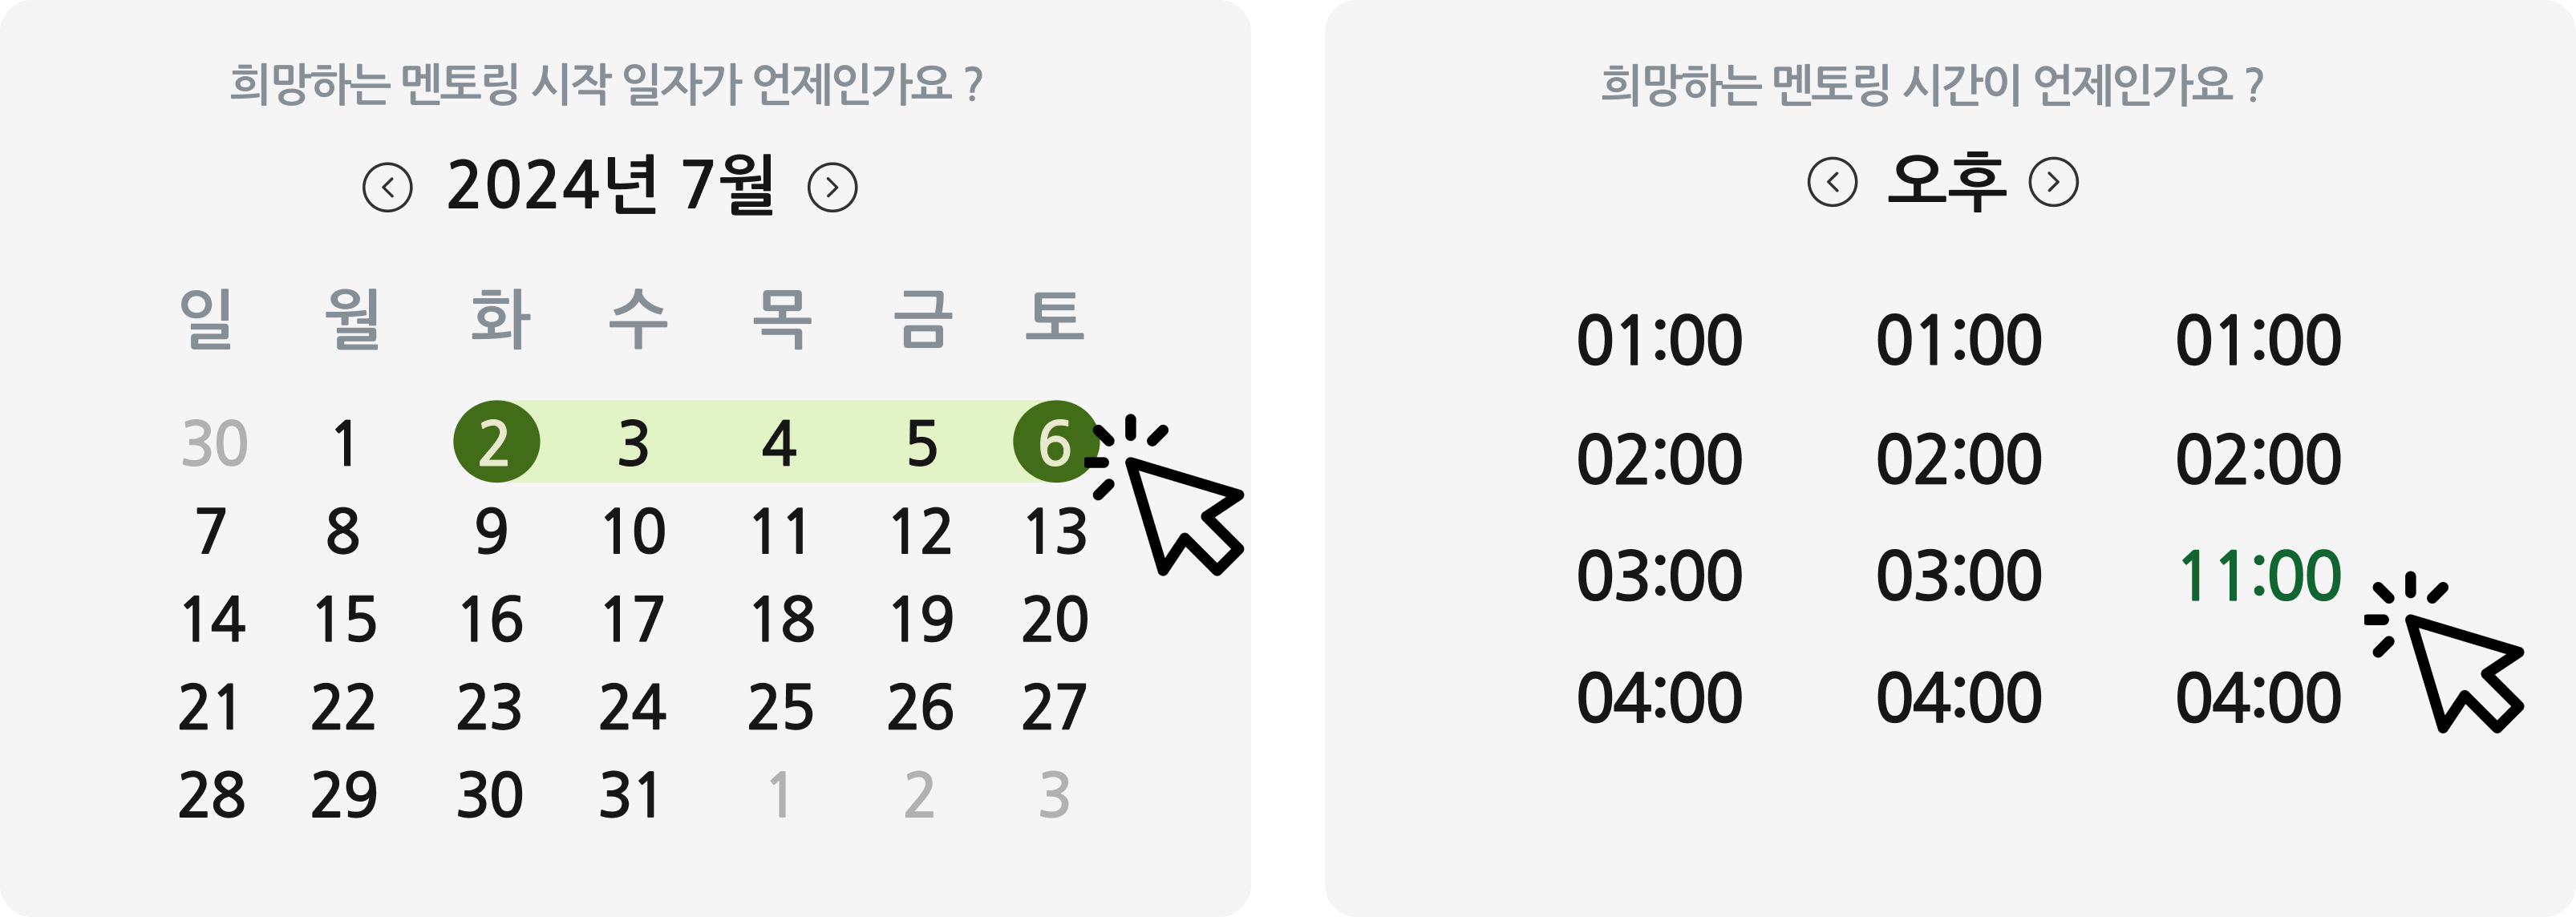 희망하는 멘토링 시작 일자가 언제인가요 ?
2024년 7월
일 월 화 수 목 금 토
30 1 2 3 4 5 6
7 8 9 10 11 12 13
14 15 16 17 18 19 20
21 22 23 24 25 26 27
28 29 30 31 1 2 3
희망하는 멘토링 시간이 언제인가요 ?
오후
01:00 01:00 01:00
02:00 02:00 02:00
03:00 03:00 11:00
04:00 04:00 04:00